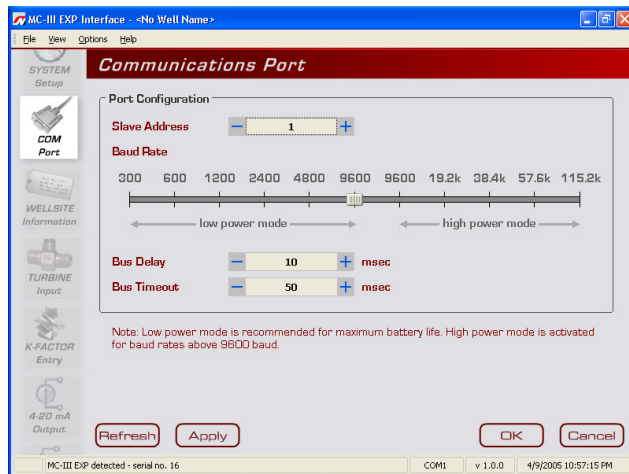 MC-III EXP Interface - <No Well Name>
File View Options Help
SYSTEM
Setup
COM
Port
WELLSITE
Information
TURBINE
Input
K-FACTOR
Entry
4-20 mA
Output
Communications Port
Port Configuration
Slave Address - 1 +
Baud Rate
300 600 1200 2400 4800 9600 9600 19.2k 38.4k 57.6k 115.2k
low power mode high power mode
Bus Delay - 10 + msec
Bus Timeout - 50 + msec
Note: Low power mode is recommended for maximum battery life. High power mode is activated
for baud rates above 9600 baud.
Refresh Apply OK Cancel
MC-III EXP detected - serial no. 16 COM1 v 1.0.0 4/9/2005 10:57:15 PM